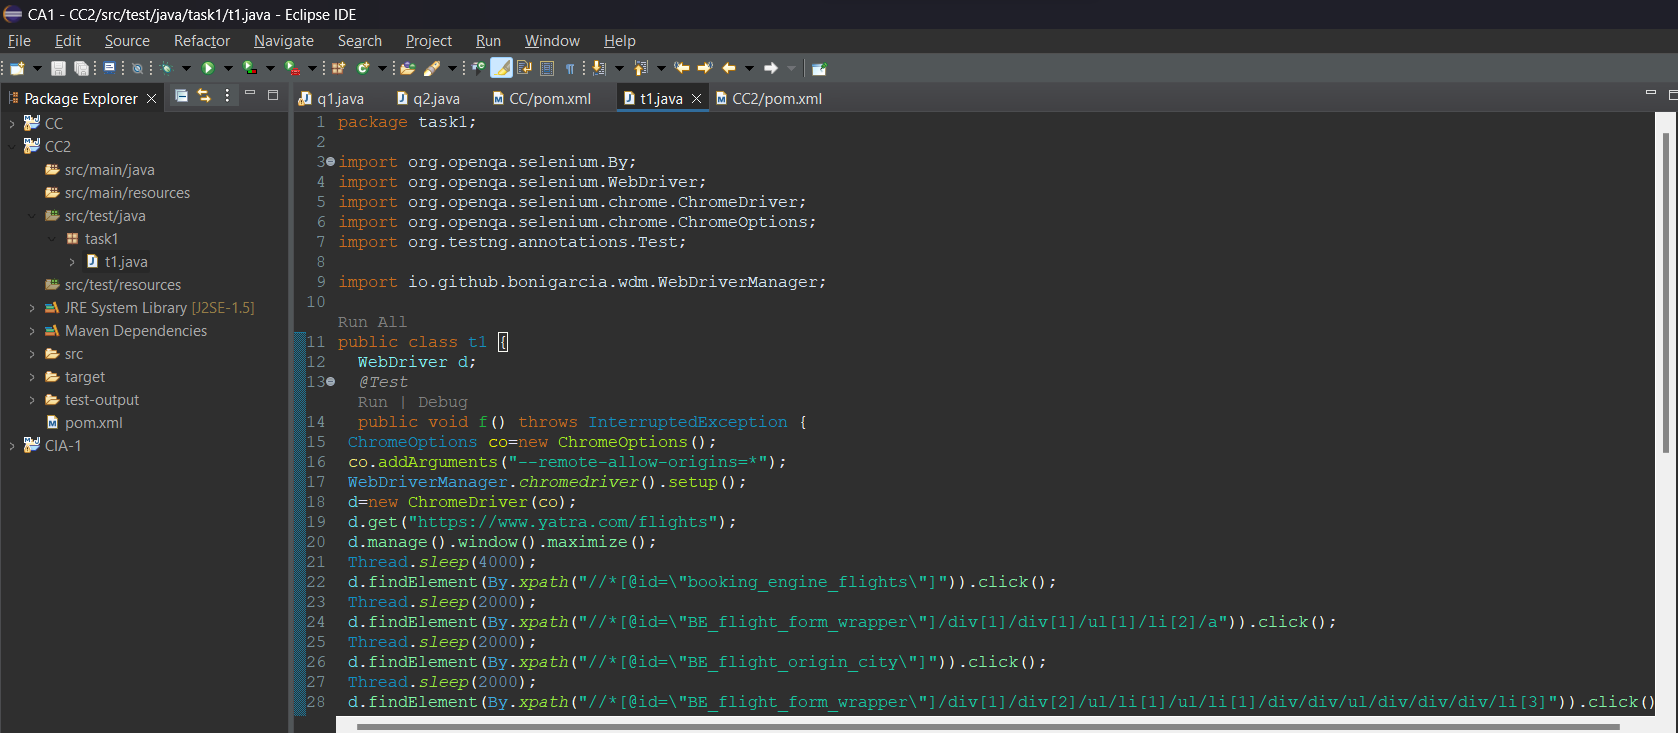 CA1 - CC2/src/test/java/task1/t1.java - Eclipse IDE
File Edit Source Refactor Navigate Search Project Run Window Help
Package Explorer
q1.java q2.java CC/pom.xml t1.java CC2/pom.xml
CC
CC2
src/main/java
src/main/resources
src/test/java
task1
t1.java
src/test/resources
JRE System Library [J2SE-1.5]
Maven Dependencies
src
target
test-output
pom.xml
CIA-1
1 package task1;
2
3 import org.openqa.selenium.By;
4 import org.openqa.selenium.WebDriver;
5 import org.openqa.selenium.chrome.ChromeDriver;
6 import org.openqa.selenium.chrome.ChromeOptions;
7 import org.testng.annotations.Test;
8
9 import io.github.bonigarcia.wdm.WebDriverManager;
10
Run All
11 public class t1 {
12 WebDriver d;
13 @Test
Run | Debug
14 public void f() throws InterruptedException {
15 ChromeOptions co=new ChromeOptions();
16 co.addArguments("--remote-allow-origins=*");
17 WebDriverManager.chromedriver().setup();
18 d=new ChromeDriver(co);
19 d.get("https://www.yatra.com/flights");
20 d.manage().window().maximize();
21 Thread.sleep(4000);
22 d.findElement(By.xpath("//*[@id=\"booking_engine_flights\"]")).click();
23 Thread.sleep(2000);
24 d.findElement(By.xpath("//*[@id=\"BE_flight_form_wrapper\"]/div[1]/div[1]/ul[1]/li[2]/a")).click();
25 Thread.sleep(2000);
26 d.findElement(By.xpath("//*[@id=\"BE_flight_origin_city\"]")).click();
27 Thread.sleep(2000);
28 d.findElement(By.xpath("//*[@id=\"BE_flight_form_wrapper\"]/div[1]/div[2]/ul/li[1]/ul/li[1]/div/div/ul/div/div/div/li[3]")).click()